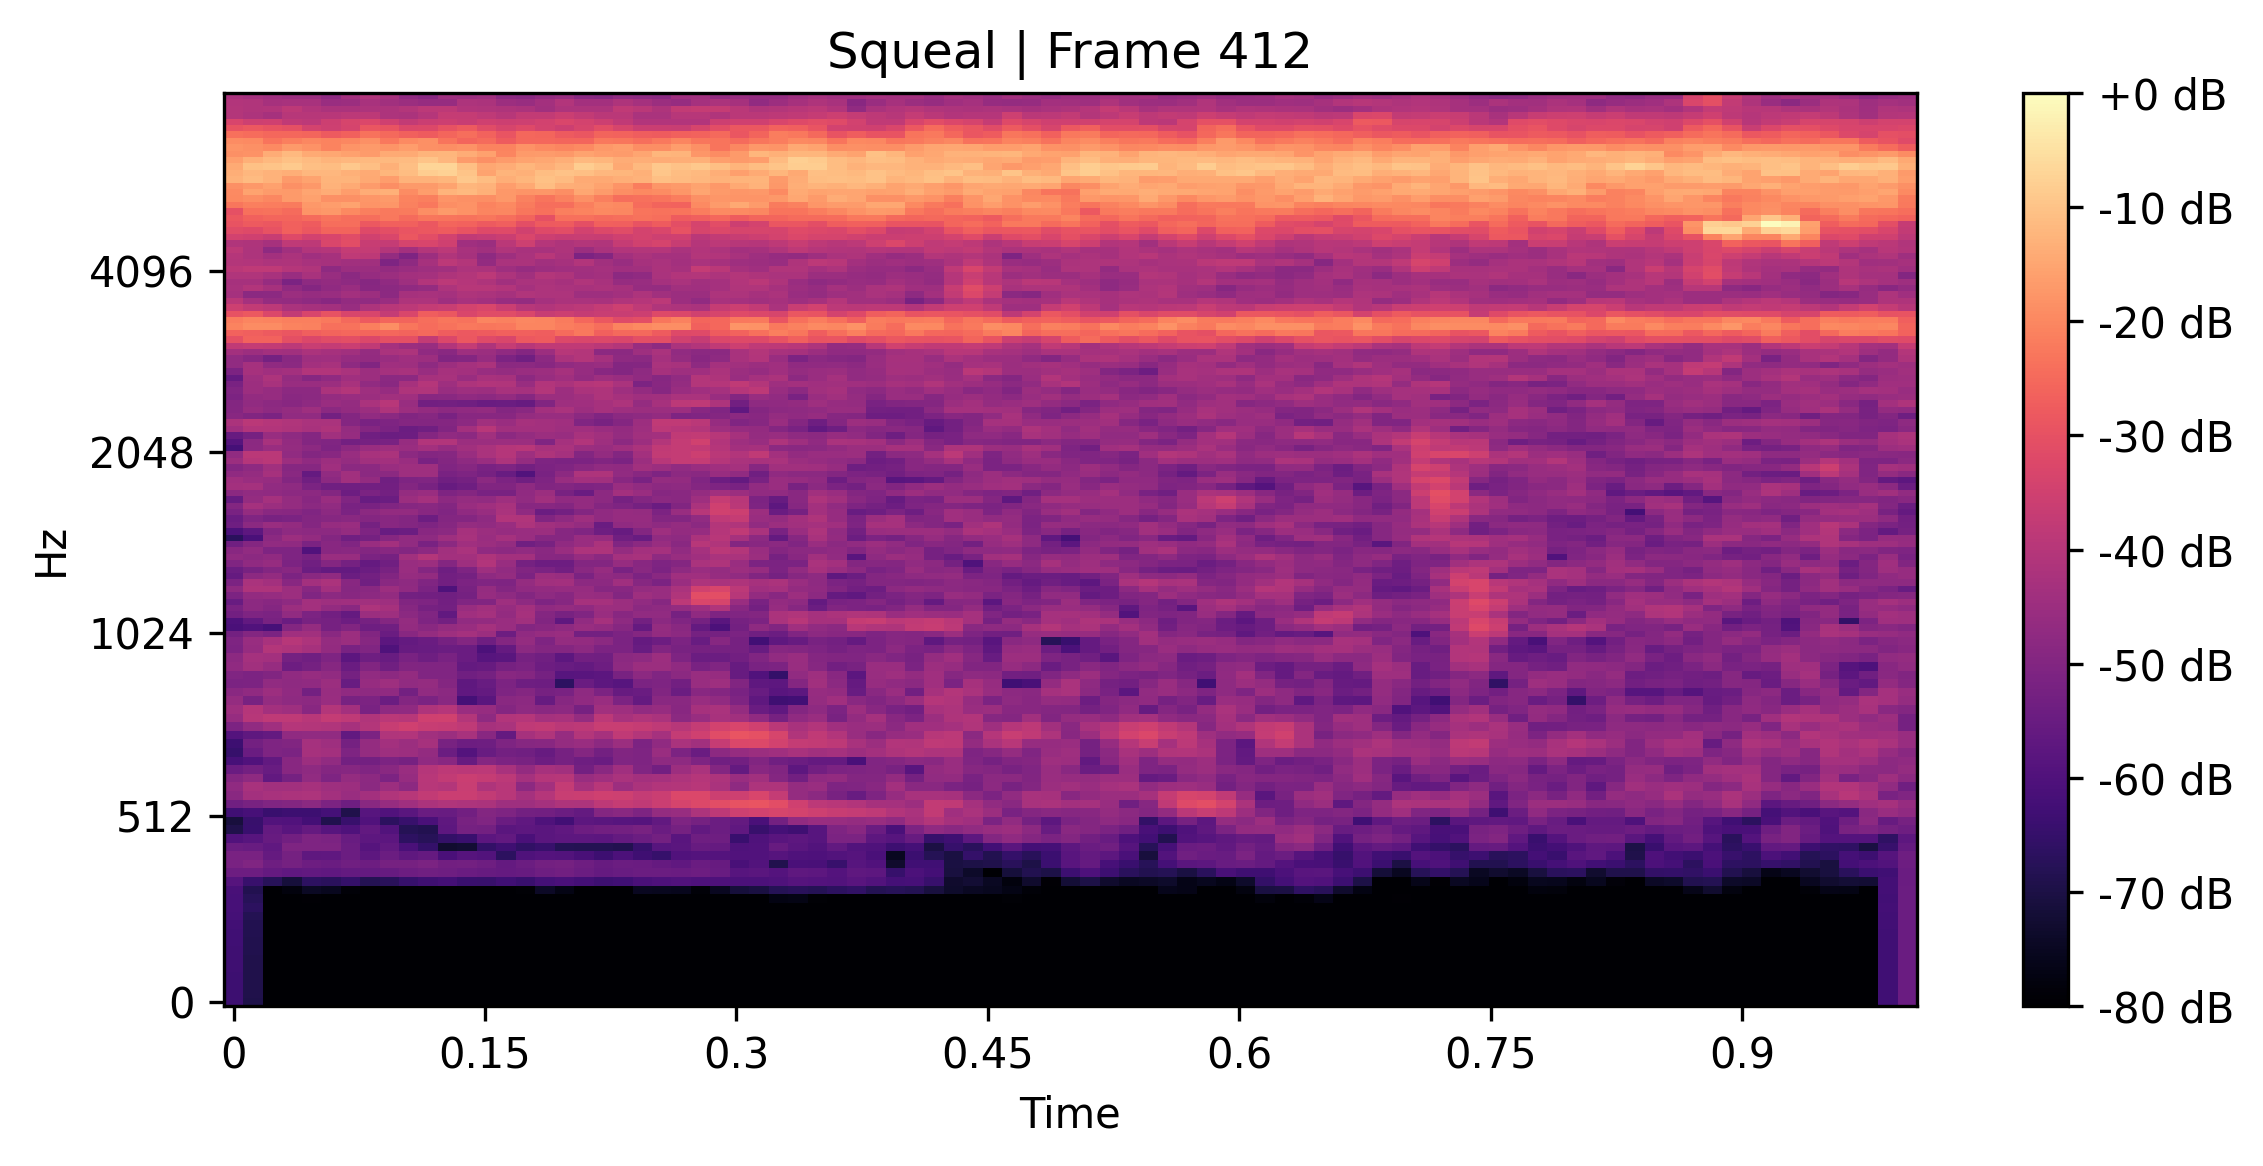 Squeal | Frame 412
Hz
4096
2048
1024
512
0
0
0.15
0.3
0.45
0.6
0.75
0.9
Time
+0 dB
-10 dB
-20 dB
-30 dB
-40 dB
-50 dB
-60 dB
-70 dB
-80 dB